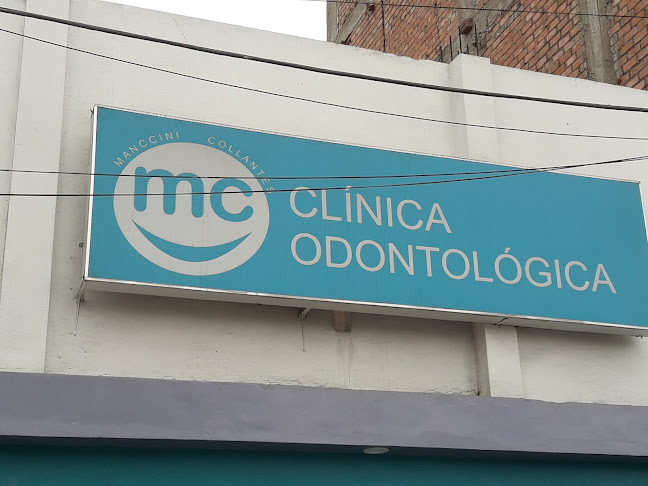 MANCCINI COLLANTES
mc
CLÍNICA
ODONTOLÓGICA